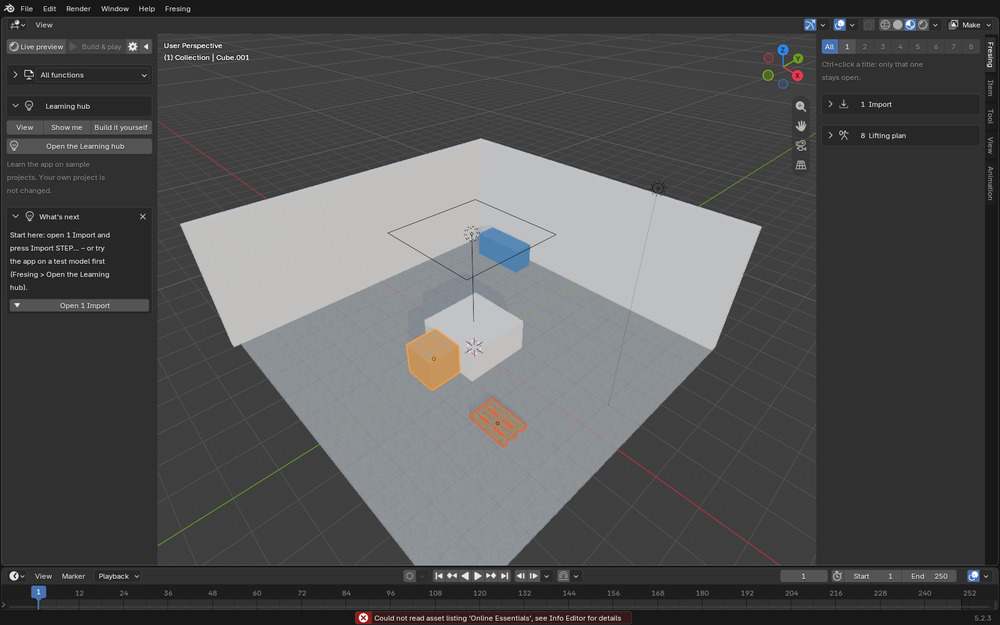 File Edit Render Window Help Fresing
View
Make
Live preview Build & play
All functions
Learning hub
View Show me Build it yourself
Open the Learning hub
Learn the app on sample
projects. Your own project is
not changed.
What's next
Start here: open 1 Import and
press Import STEP... – or try
the app on a test model first
(Fresing > Open the Learning
hub).
Open 1 Import
User Perspective
(1) Collection | Cube.001
Z
Y
X
All 1 2 3 4 5 6 7 8
Ctrl+click a title: only that one
stays open.
1 Import
8 Lifting plan
Fresing
Item
Tool
View
Animation
View Marker Playback
1 Start 1 End 250
1 12 24 36 48 60 72 84 96 108 120 132 144 156 168 180 192 204 216 228 240 252
Could not read asset listing 'Online Essentials', see Info Editor for details
5.2.3